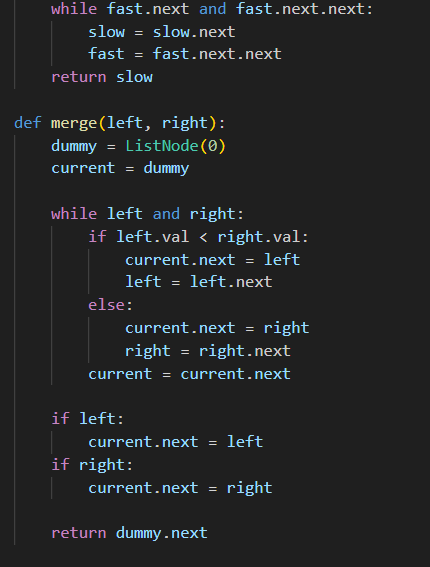 while fast.next and fast.next.next:
        slow = slow.next
        fast = fast.next.next
    return slow

def merge(left, right):
    dummy = ListNode(0)
    current = dummy

    while left and right:
        if left.val < right.val:
            current.next = left
            left = left.next
        else:
            current.next = right
            right = right.next
        current = current.next

    if left:
        current.next = left
    if right:
        current.next = right

    return dummy.next